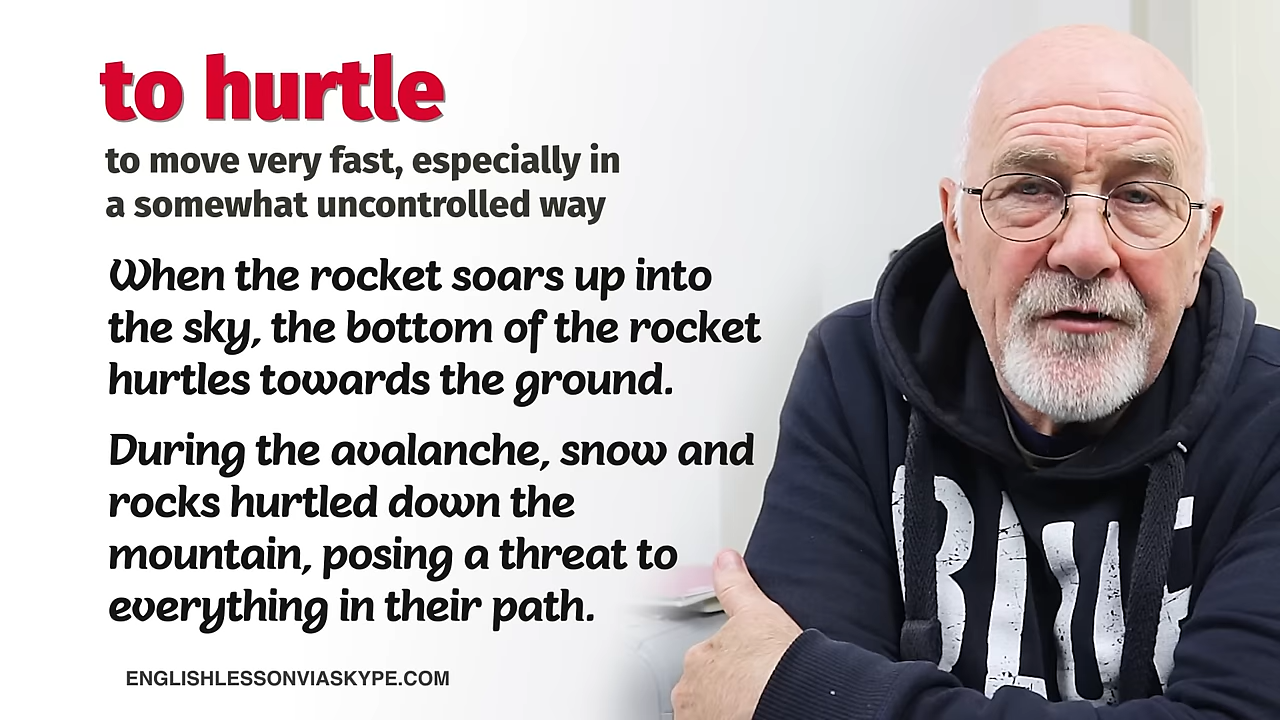 to hurtle
to move very fast, especially in
a somewhat uncontrolled way
When the rocket soars up into
the sky, the bottom of the rocket
hurtles towards the ground.
During the avalanche, snow and
rocks hurtled down the
mountain, posing a threat to
everything in their path.
ENGLISHLESSONVIASKYPE.COM